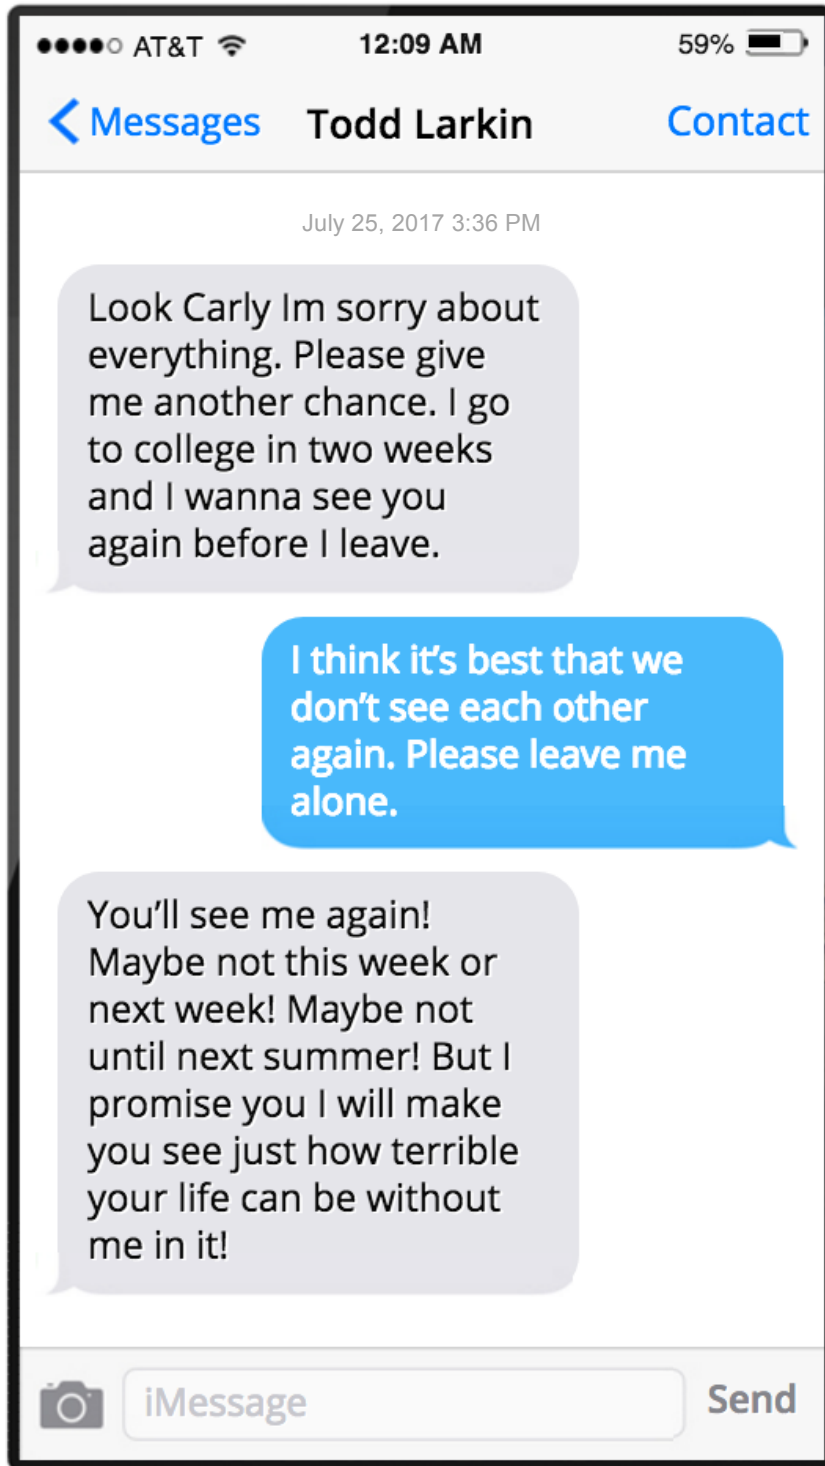 AT&T 12:09 AM 59%
Messages Todd Larkin Contact
July 25, 2017 3:36 PM
Look Carly Im sorry about
everything. Please give
me another chance. I go
to college in two weeks
and I wanna see you
again before I leave.
I think it’s best that we
don’t see each other
again. Please leave me
alone.
You’ll see me again!
Maybe not this week or
next week! Maybe not
until next summer! But I
promise you I will make
you see just how terrible
your life can be without
me in it!
iMessage Send